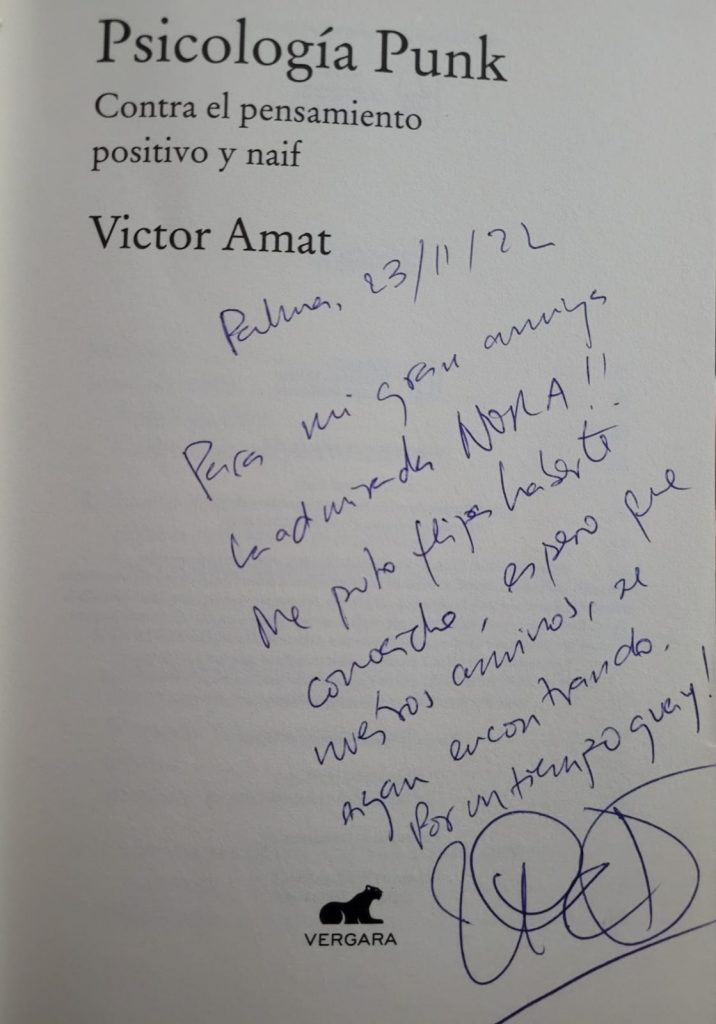 Psicología Punk
Contra el pensamiento
positivo y naif
Victor Amat
Palma, 23/11/22
Para mi gran amiga
la admirada NORA!!
Me puto flipa haberte
conocido, espero que
nuestros caminos, se
sigan encontrando.
Por un tiempo guay!
VERGARA